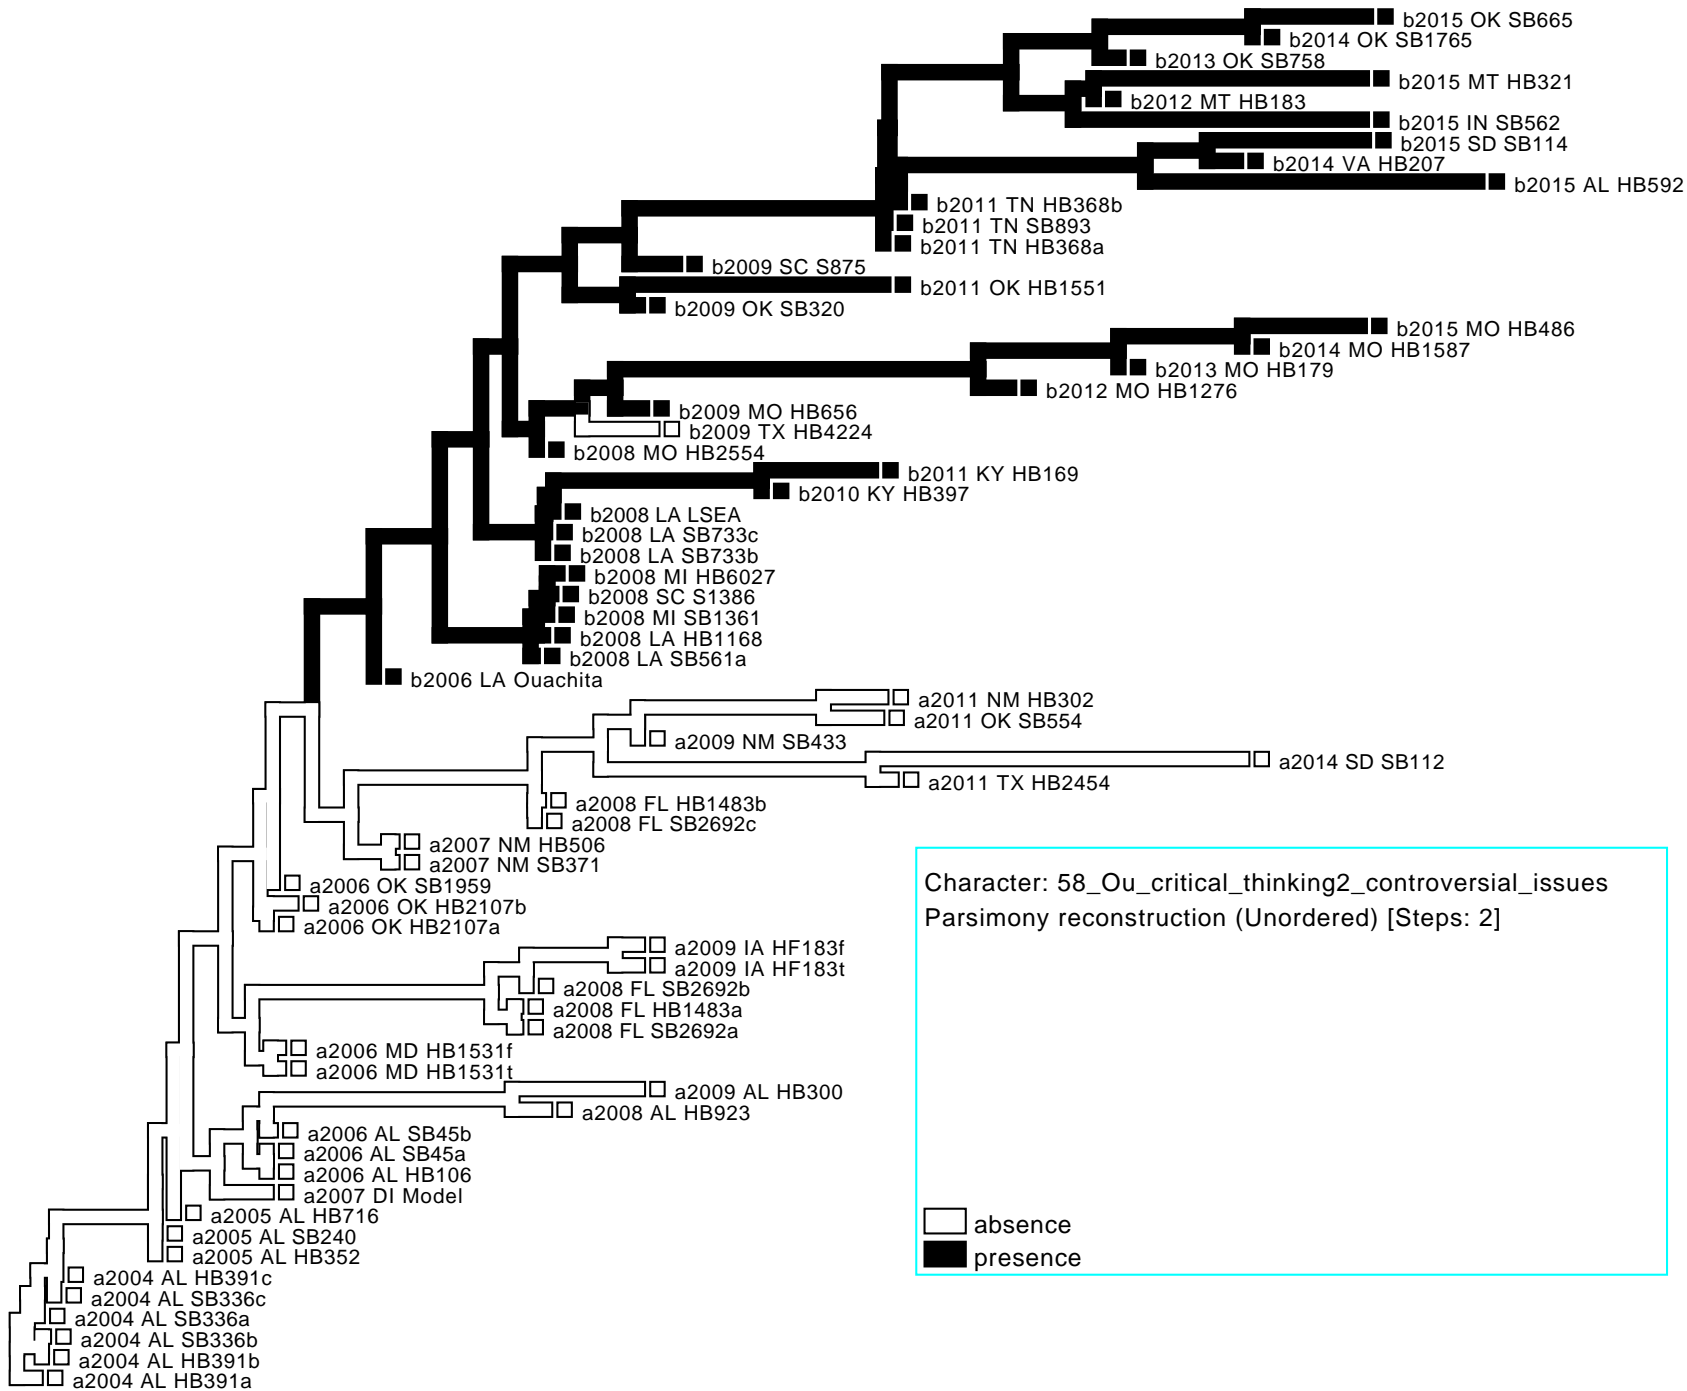 b2015 OK SB665
b2014 OK SB1765
b2013 OK SB758
b2015 MT HB321
b2012 MT HB183
b2015 IN SB562
b2015 SD SB114
b2014 VA HB207
b2015 AL HB592
b2011 TN HB368b
b2011 TN SB893
b2011 TN HB368a
b2009 SC S875
b2011 OK HB1551
b2009 OK SB320
b2015 MO HB486
b2014 MO HB1587
b2013 MO HB179
b2012 MO HB1276
b2009 MO HB656
b2009 TX HB4224
b2008 MO HB2554
b2011 KY HB169
b2010 KY HB397
b2008 LA LSEA
b2008 LA SB733c
b2008 LA SB733b
b2008 MI HB6027
b2008 SC S1386
b2008 MI SB1361
b2008 LA HB1168
b2008 LA SB561a
b2006 LA Ouachita
a2011 NM HB302
a2011 OK SB554
a2009 NM SB433
a2014 SD SB112
a2011 TX HB2454
a2008 FL HB1483b
a2008 FL SB2692c
a2007 NM HB506
a2007 NM SB371
a2006 OK SB1959
a2006 OK HB2107b
a2006 OK HB2107a
a2009 IA HF183f
a2009 IA HF183t
a2008 FL SB2692b
a2008 FL HB1483a
a2008 FL SB2692a
a2006 MD HB1531f
a2006 MD HB1531t
a2009 AL HB300
a2008 AL HB923
a2006 AL SB45b
a2006 AL SB45a
a2006 AL HB106
a2007 DI Model
a2005 AL HB716
a2005 AL SB240
a2005 AL HB352
a2004 AL HB391c
a2004 AL SB336c
a2004 AL SB336a
a2004 AL SB336b
a2004 AL HB391b
a2004 AL HB391a
Character: 58_Ou_critical_thinking2_controversial_issues
Parsimony reconstruction (Unordered) [Steps: 2]
absence
presence